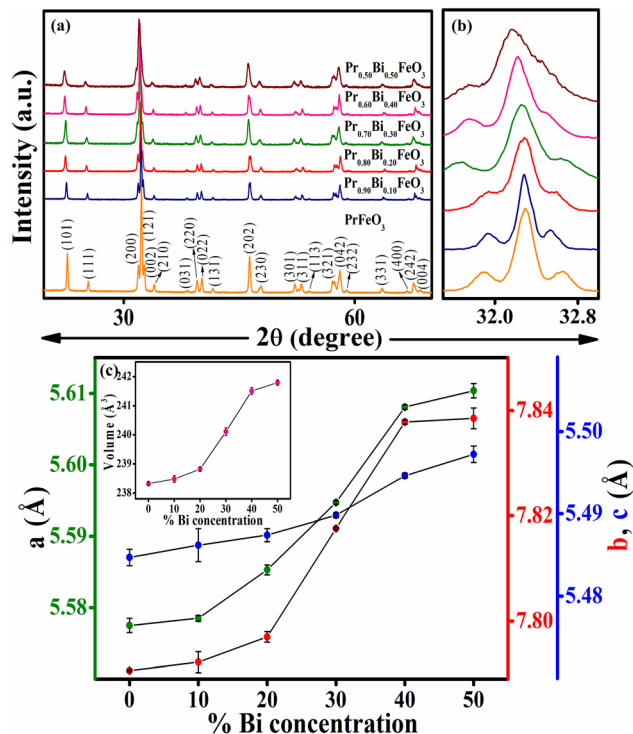 (a)
(b)
Intensity (a.u.)
Pr0.50Bi0.50FeO3
Pr0.60Bi0.40FeO3
Pr0.70Bi0.30FeO3
Pr0.80Bi0.20FeO3
Pr0.90Bi0.10FeO3
PrFeO3
(101)
(111)
(200)
(121)
(002)
(210)
(031)
(220)
(022)
(131)
(202)
(230)
(301)
(311)
(113)
(321)
(042)
(232)
(331)
(400)
(242)
(004)
30 60 32.0 32.8
2θ (degree)
(c)
Volume (Å3)
242
241
240
239
238
0 10 20 30 40 50
% Bi concentration
a (Å)
5.61
5.60
5.59
5.58
7.84
7.82
7.80
5.50
5.49
5.48
b, c (Å)
0 10 20 30 40 50
% Bi concentration